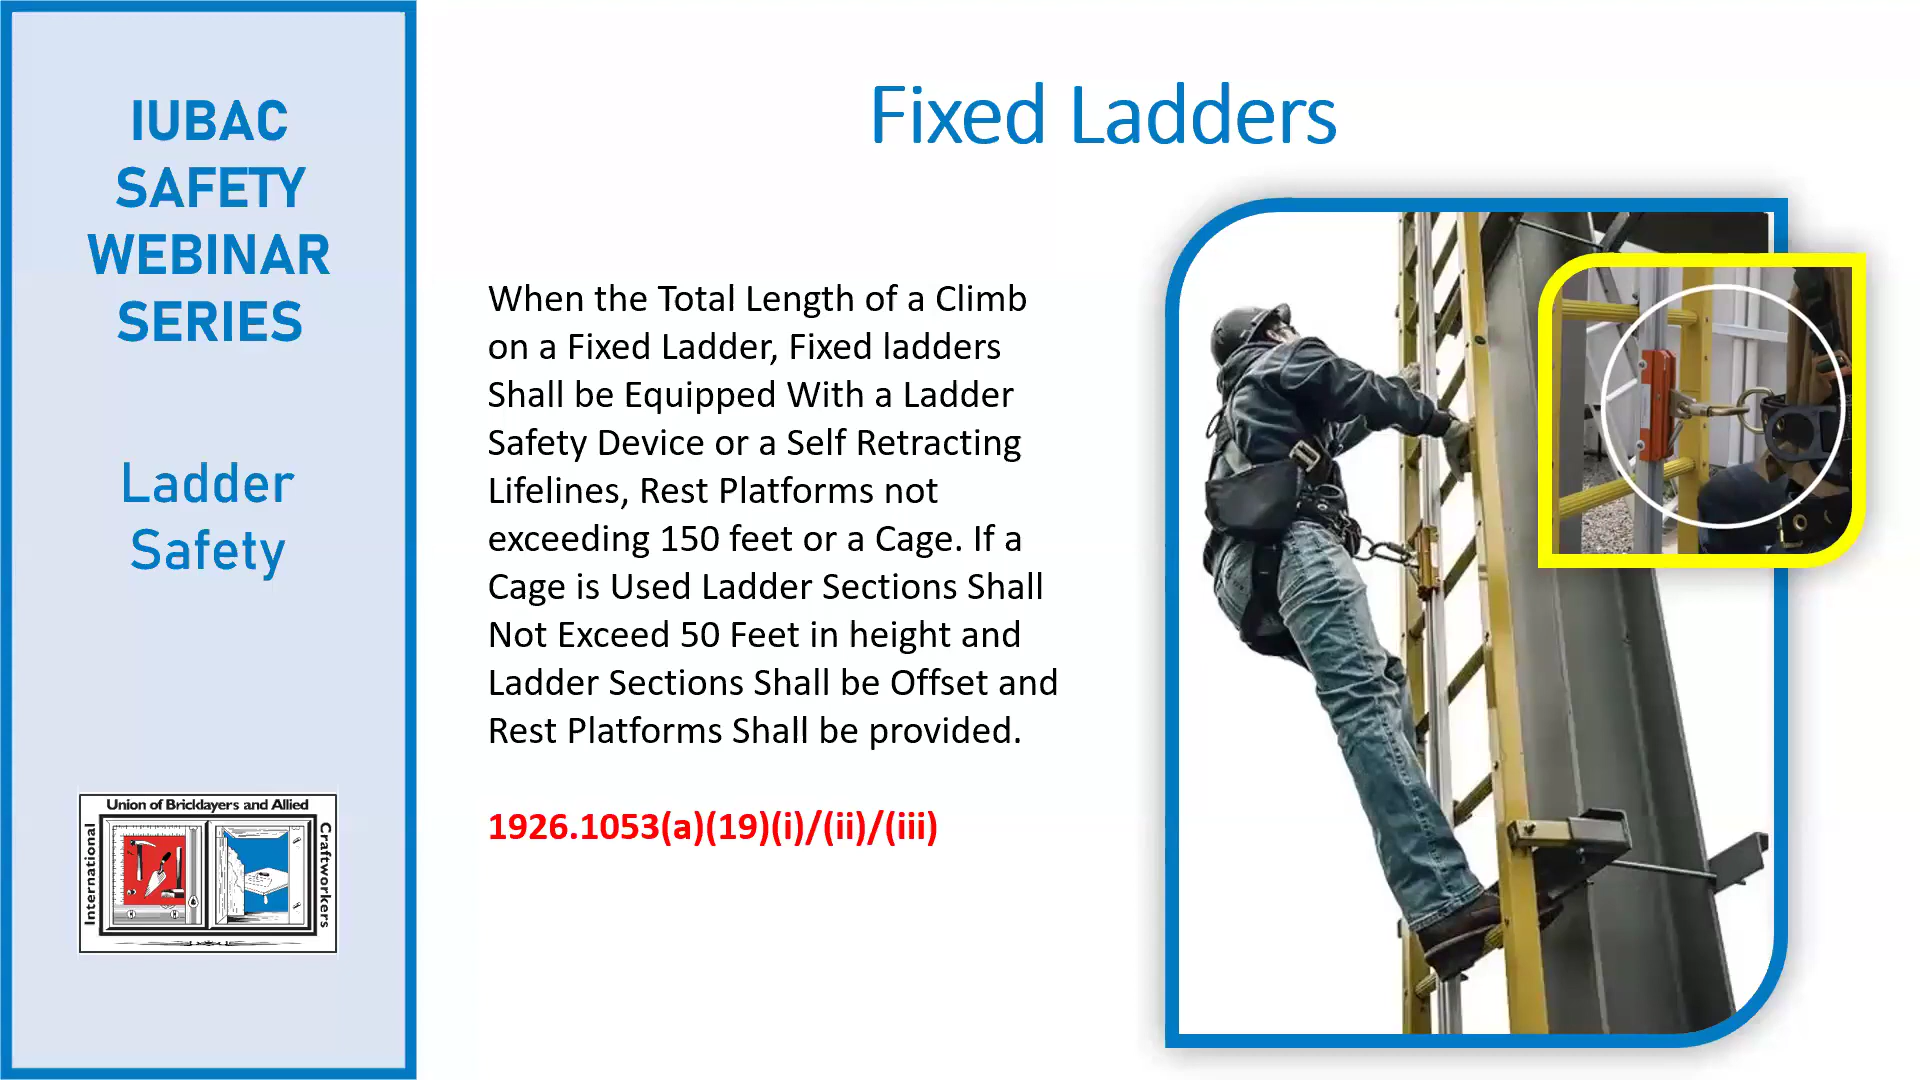 IUBAC
SAFETY
WEBINAR
SERIES
Ladder
Safety
Union of Bricklayers and Allied
International
Craftworkers
Fixed Ladders
When the Total Length of a Climb
on a Fixed Ladder, Fixed ladders
Shall be Equipped With a Ladder
Safety Device or a Self Retracting
Lifelines, Rest Platforms not
exceeding 150 feet or a Cage. If a
Cage is Used Ladder Sections Shall
Not Exceed 50 Feet in height and
Ladder Sections Shall be Offset and
Rest Platforms Shall be provided.
1926.1053(a)(19)(i)/(ii)/(iii)